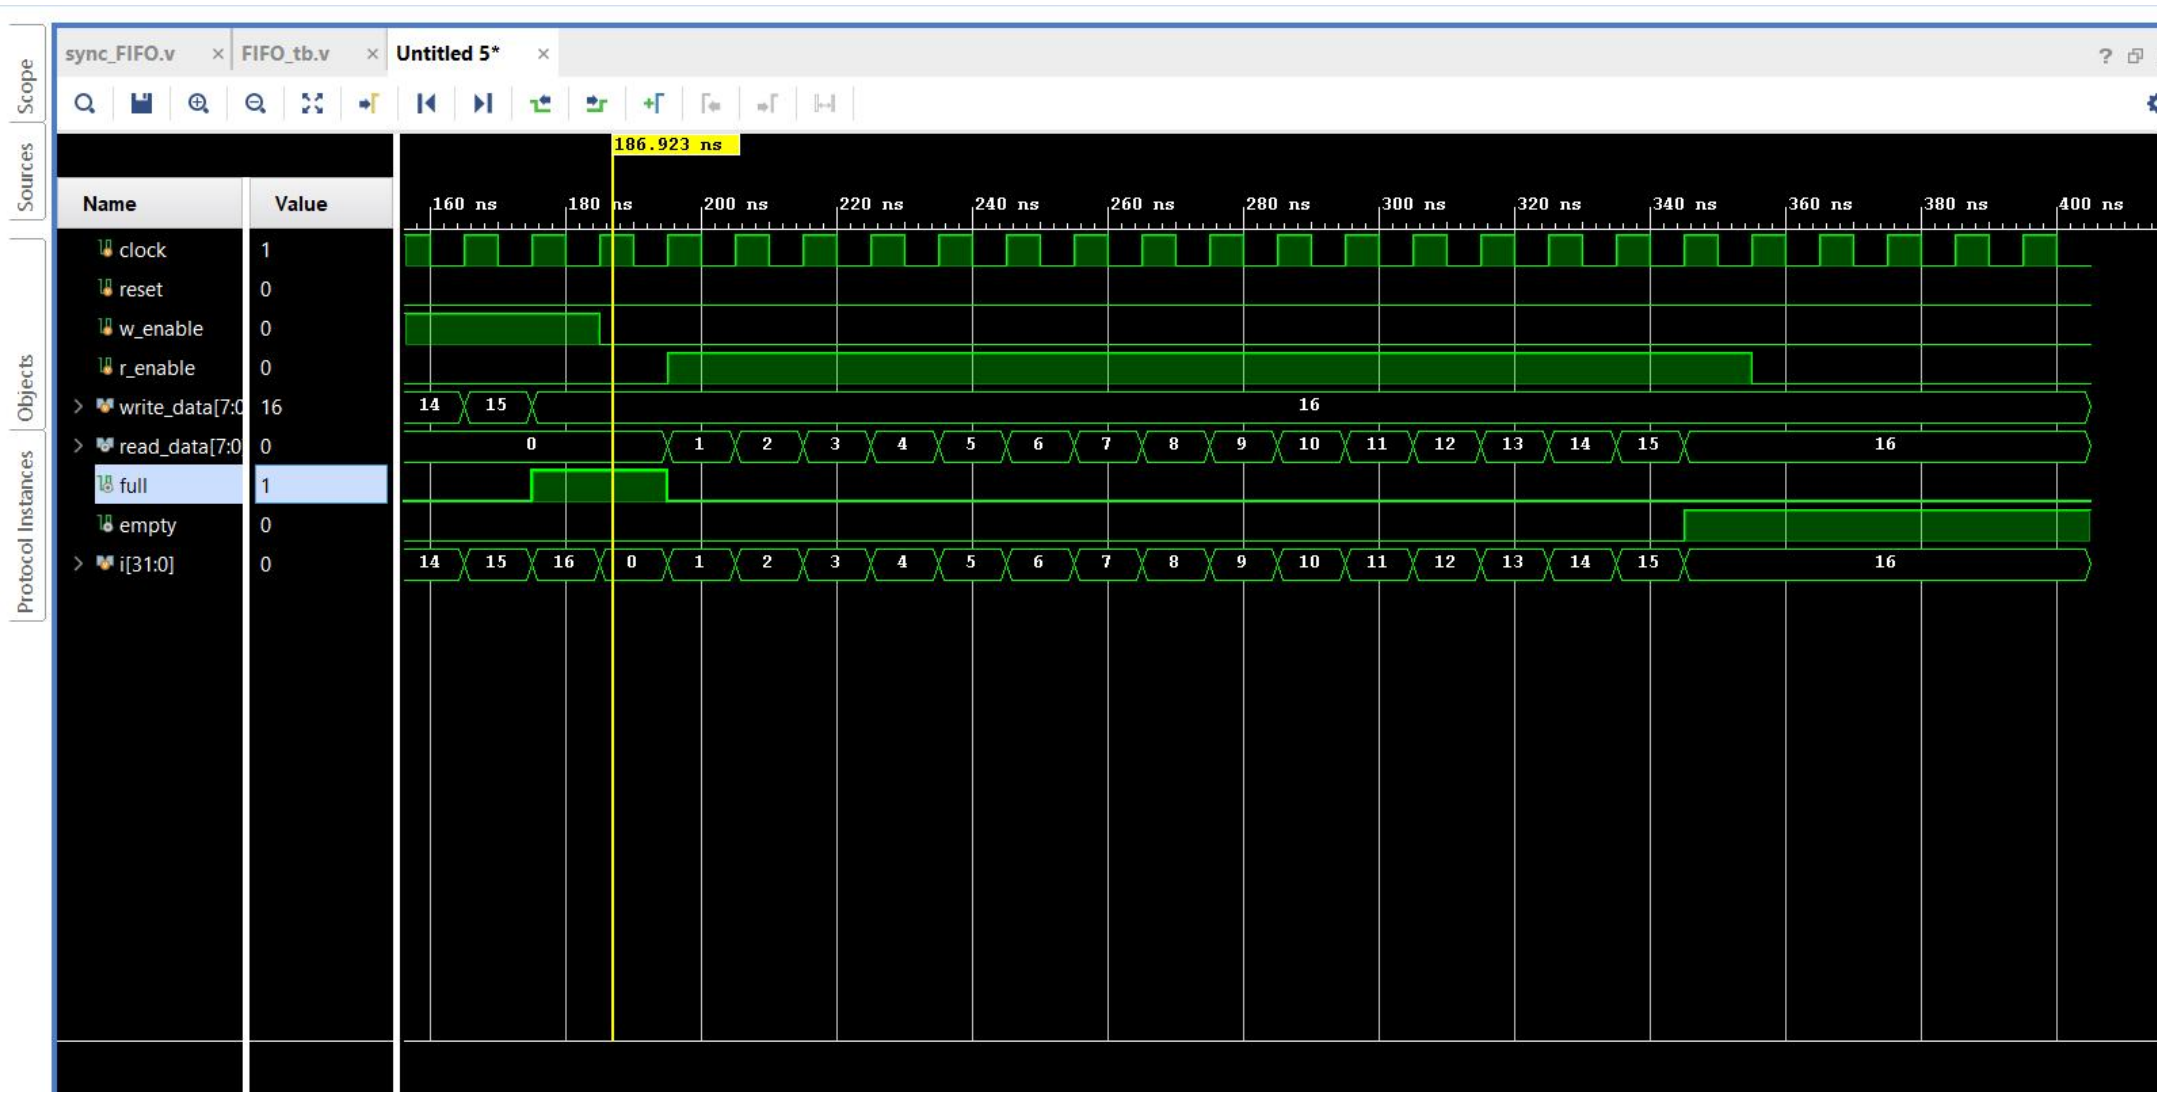 Scope
Sources
Objects
Protocol Instances
sync_FIFO.v × FIFO_tb.v × Untitled 5* ×
?
186.923 ns
Name Value
160 ns 180 ns 200 ns 220 ns 240 ns 260 ns 280 ns 300 ns 320 ns 340 ns 360 ns 380 ns 400 ns
clock 1
reset 0
w_enable 0
r_enable 0
write_data[7:0 16 14 15 16
read_data[7:0 0 0 1 2 3 4 5 6 7 8 9 10 11 12 13 14 15 16
full 1
empty 0
i[31:0] 0 14 15 16 0 1 2 3 4 5 6 7 8 9 10 11 12 13 14 15 16